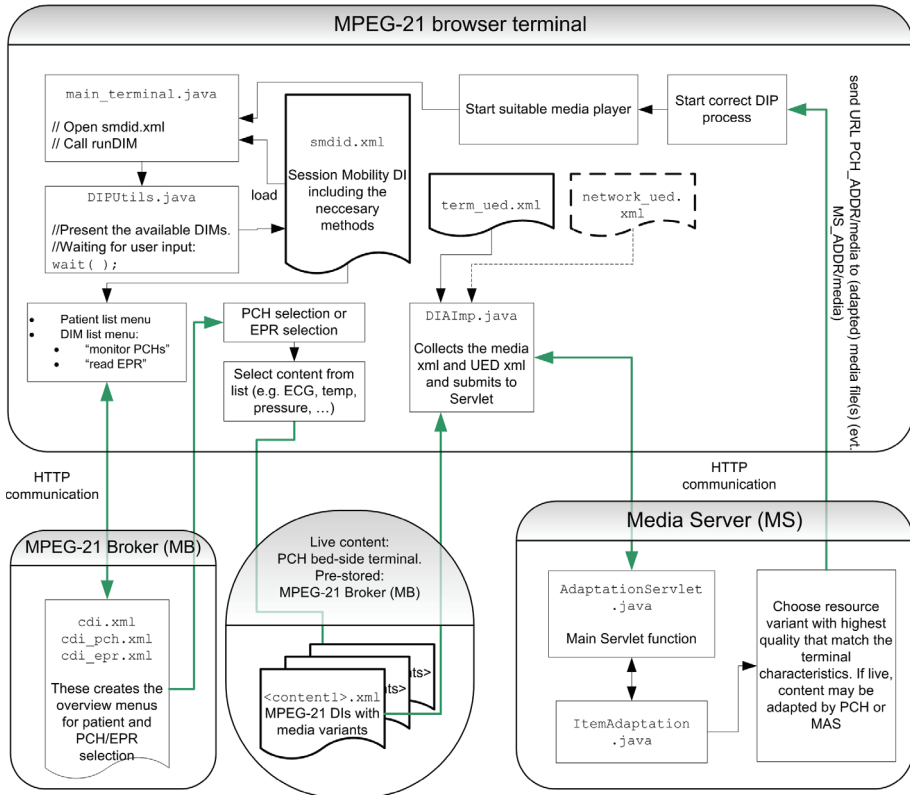 MPEG-21 browser terminal
main_terminal.java
// Open smdid.xml
// Call runDIM
smdid.xml
Session Mobility DI
including the
neccesary
methods
load
Start suitable media player
Start correct DIP
process
send URL PCH_ADDR/media to (adapted) media file(s) (evt.
MS_ADDR/media)
DIPUtils.java
//Present the available DIMs.
//Waiting for user input:
wait( );
term_ued.xml
network_ued.
xml
• Patient list menu
• DIM list menu:
• “monitor PCHs”
• “read EPR”
PCH selection or
EPR selection
Select content from
list (e.g. ECG, temp,
pressure, …)
DIAImp.java
Collects the media
xml and UED xml
and submits to
Servlet
HTTP
communication
HTTP
communication
MPEG-21 Broker (MB)
cdi.xml
cdi_pch.xml
cdi_epr.xml
These creates the
overview menus
for patient and
PCH/EPR
selection
Live content:
PCH bed-side terminal.
Pre-stored:
MPEG-21 Broker (MB)
nts>
nts>
<content1>.xml
MPEG-21 DIs with
media variants
Media Server (MS)
AdaptationServlet
.java
Main Servlet function
ItemAdaptation
.java
Choose resource
variant with highest
quality that match the
terminal
characteristics. If live,
content may be
adapted by PCH or
MAS